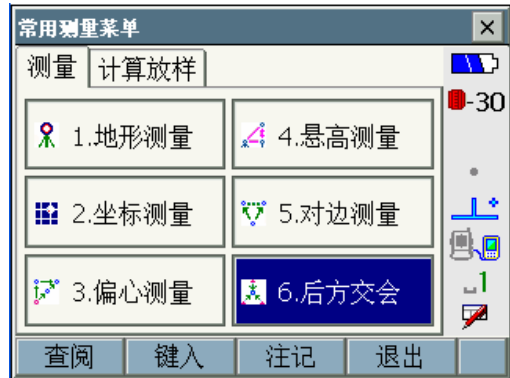 常用测量菜单
测量 计算放样
-30
1.地形测量 4.悬高测量
2.坐标测量 5.对边测量
3.偏心测量 6.后方交会
1
查阅 键入 注记 退出